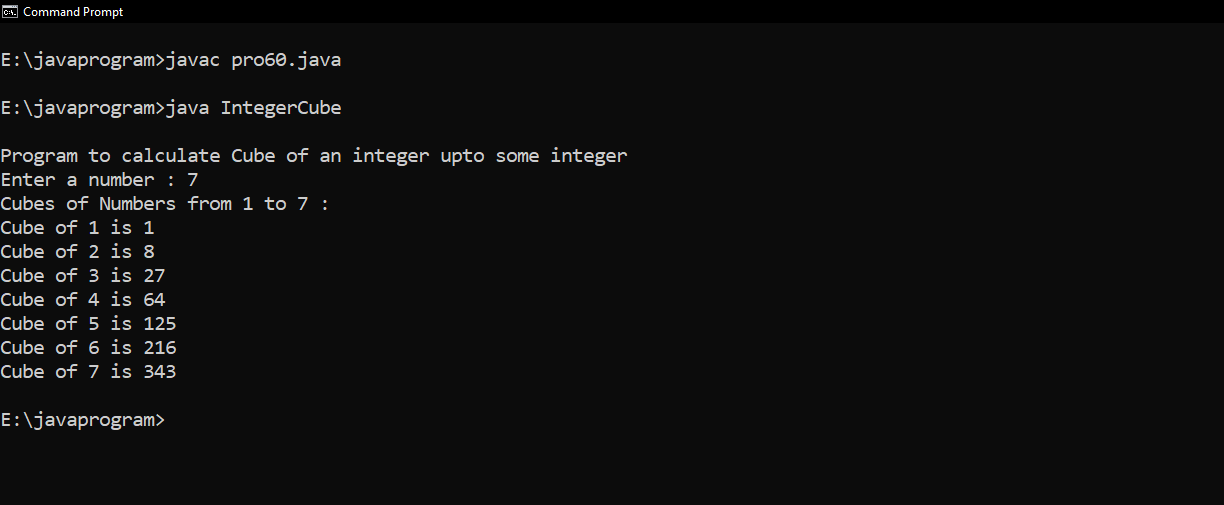 Command Prompt
E:\javaprogram>javac pro60.java
E:\javaprogram>java IntegerCube
Program to calculate Cube of an integer upto some integer
Enter a number : 7
Cubes of Numbers from 1 to 7 :
Cube of 1 is 1
Cube of 2 is 8
Cube of 3 is 27
Cube of 4 is 64
Cube of 5 is 125
Cube of 6 is 216
Cube of 7 is 343
E:\javaprogram>